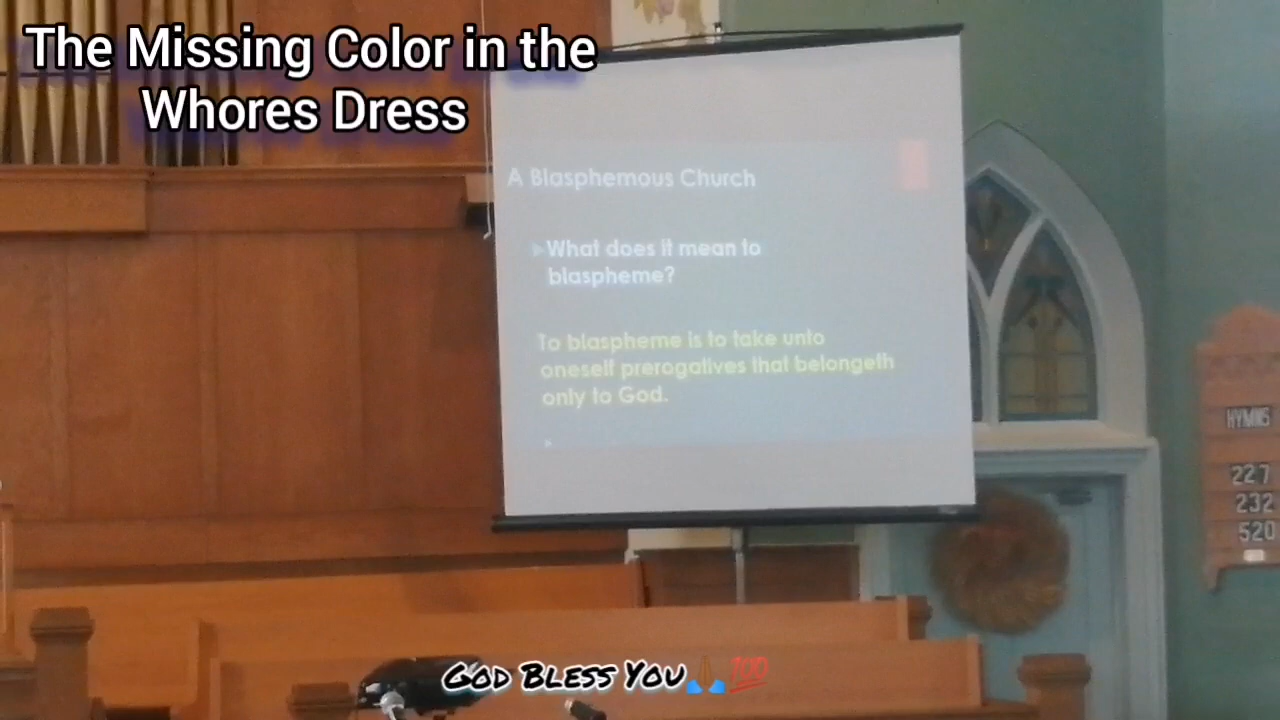 The Missing Color in the
Whores Dress
A Blasphemous Church
What does it mean to
blaspheme?
To blaspheme is to take unto
oneself prerogatives that belongeth
only to God.
HYMNS
227
232
520
God Bless You🙏🏾💯